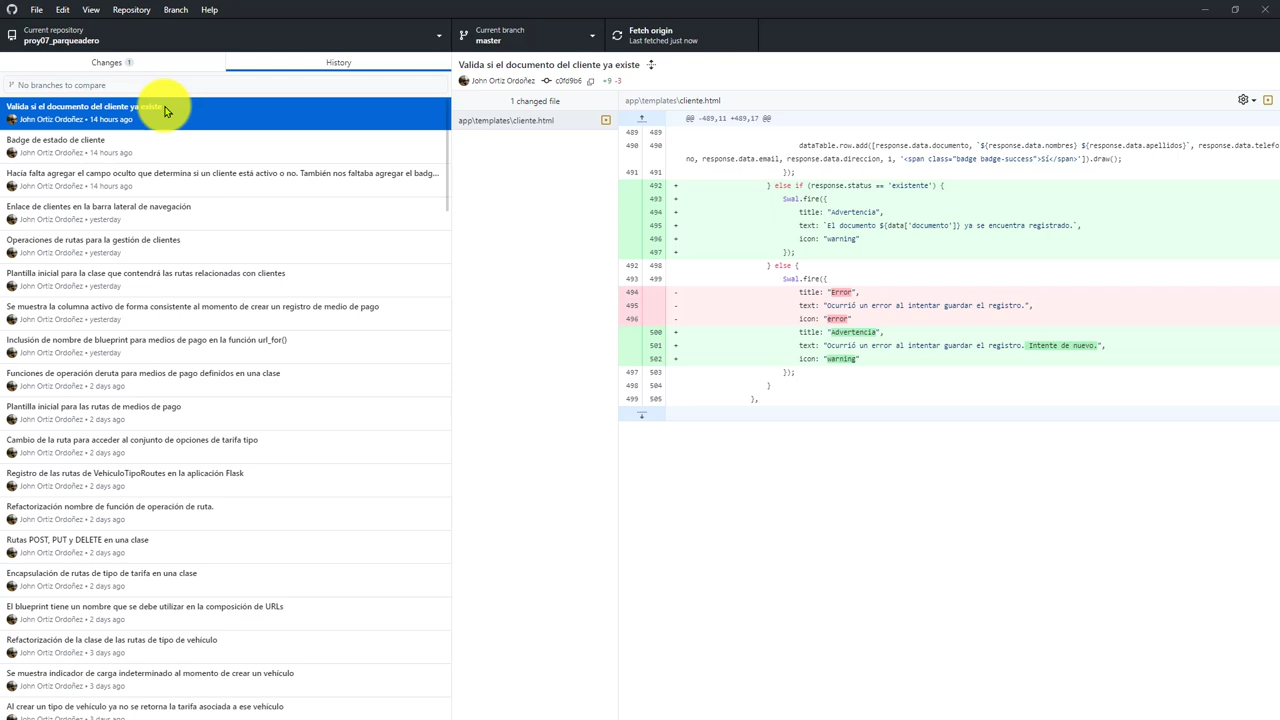 File Edit View Repository Branch Help
Current repository
proy07_parqueadero
Current branch
master
Fetch origin
Last fetched just now
Changes 1
History
No branches to compare
Valida si el documento del cliente ya existe
John Ortiz Ordoñez • 14 hours ago
Badge de estado de cliente
John Ortiz Ordoñez • 14 hours ago
Hacía falta agregar el campo oculto que determina si un cliente está activo o no. También nos faltaba agregar el badg...
John Ortiz Ordoñez • 14 hours ago
Enlace de clientes en la barra lateral de navegación
John Ortiz Ordoñez • yesterday
Operaciones de rutas para la gestión de clientes
John Ortiz Ordoñez • yesterday
Plantilla inicial para la clase que contendrá las rutas relacionadas con clientes
John Ortiz Ordoñez • yesterday
Se muestra la columna activo de forma consistente al momento de crear un registro de medio de pago
John Ortiz Ordoñez • yesterday
Inclusión de nombre de blueprint para medios de pago en la función url_for()
John Ortiz Ordoñez • yesterday
Funciones de operación deruta para medios de pago definidos en una clase
John Ortiz Ordoñez • 2 days ago
Plantilla inicial para las rutas de medios de pago
John Ortiz Ordoñez • 2 days ago
Cambio de la ruta para acceder al conjunto de opciones de tarifa tipo
John Ortiz Ordoñez • 2 days ago
Registro de las rutas de VehiculoTipoRoutes en la aplicación Flask
John Ortiz Ordoñez • 2 days ago
Refactorización nombre de función de operación de ruta.
John Ortiz Ordoñez • 2 days ago
Rutas POST, PUT y DELETE en una clase
John Ortiz Ordoñez • 2 days ago
Encapsulación de rutas de tipo de tarifa en una clase
John Ortiz Ordoñez • 2 days ago
El blueprint tiene un nombre que se debe utilizar en la composición de URLs
John Ortiz Ordoñez • 2 days ago
Refactorización de la clase de las rutas de tipo de vehículo
John Ortiz Ordoñez • 3 days ago
Se muestra indicador de carga indeterminado al momento de crear un vehículo
John Ortiz Ordoñez • 3 days ago
Al crear un tipo de vehículo ya no se retorna la tarifa asociada a ese vehículo
John Ortiz Ordoñez • 3 days ago
Valida si el documento del cliente ya existe
John Ortiz Ordoñez c0fd9b6 +9 -3
1 changed file
app\templates\cliente.html
app\templates\cliente.html
@@ -489,11 +489,17 @@
489 489
490 490 dataTable.row.add([response.data.documento, `${response.data.nombres} ${response.data.apellidos}`, response.data.telefo
no, response.data.email, response.data.direccion, 1, '<span class="badge badge-success">Sí</span>']).draw();
491 491 });
492 + } else if (response.status == 'existente') {
493 + Swal.fire({
494 + title: "Advertencia",
495 + text: `El documento ${data['documento']} ya se encuentra registrado.`,
496 + icon: "warning"
497 + });
492 498 } else {
493 499 Swal.fire({
494 - title: "Error",
495 - text: "Ocurrió un error al intentar guardar el registro.",
496 - icon: "error"
500 + title: "Advertencia",
501 + text: "Ocurrió un error al intentar guardar el registro. Intente de nuevo.",
502 + icon: "warning"
497 503 });
498 504 }
499 505 },